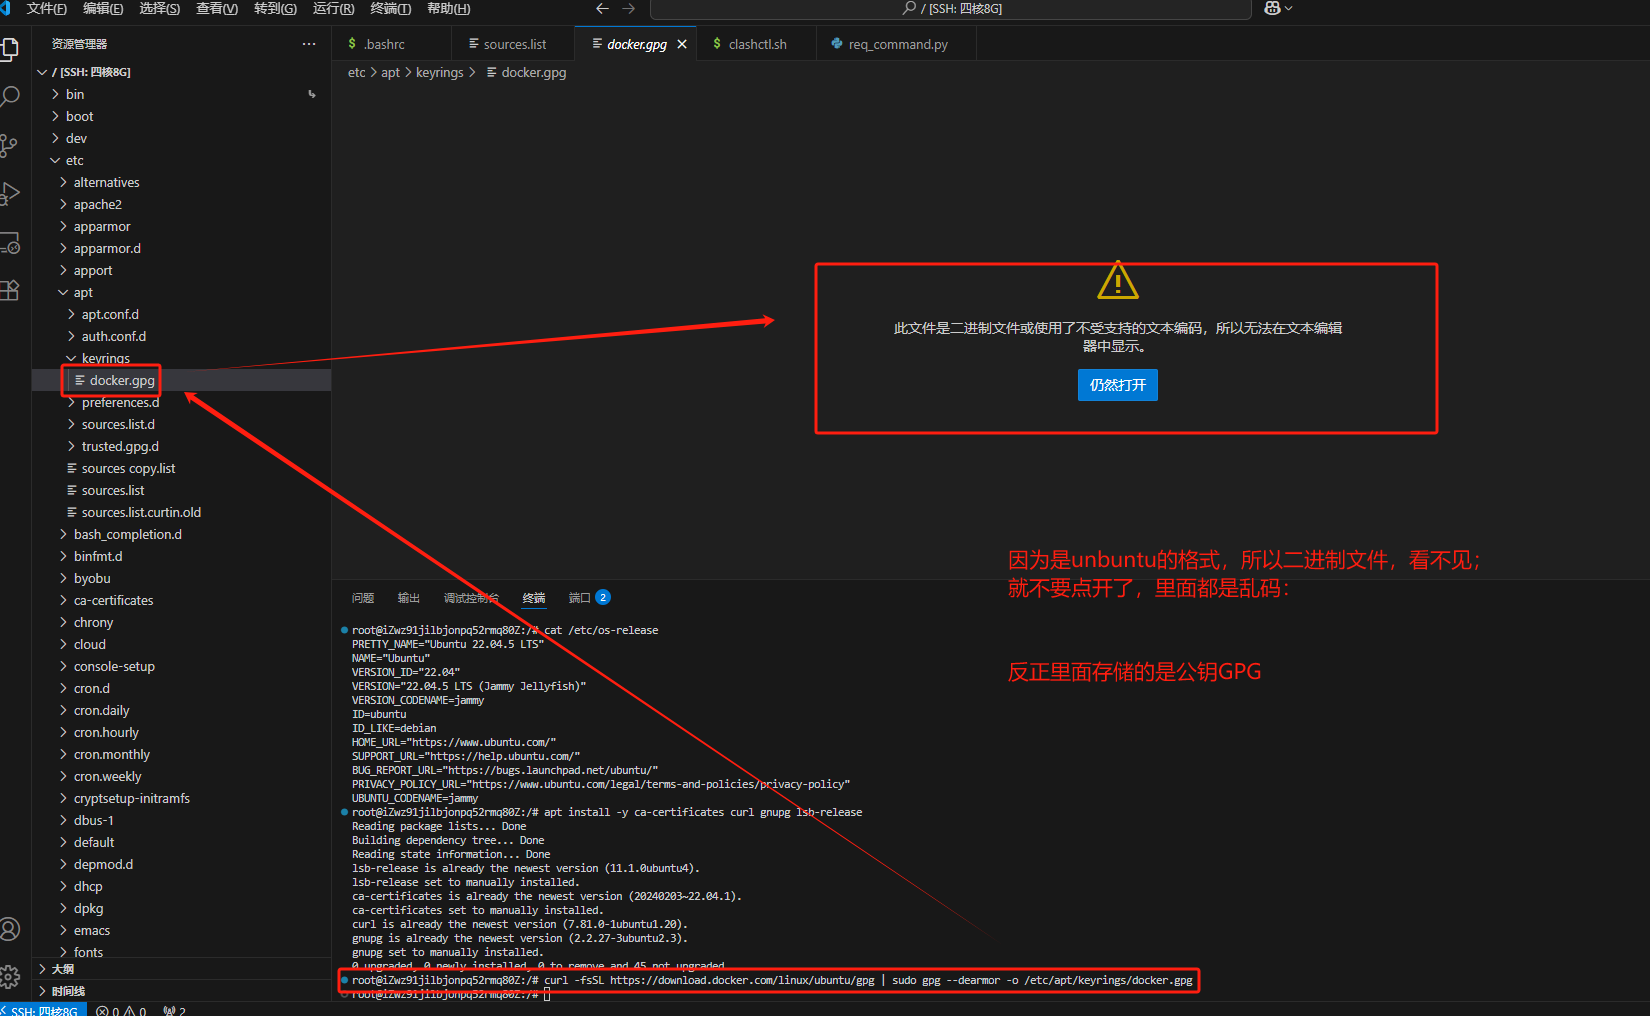 文件(F) 编辑(E) 选择(S) 查看(V) 转到(G) 运行(R) 终端(T) 帮助(H)
/ [SSH: 四核8G]
资源管理器
/ [SSH: 四核8G]
bin
boot
dev
etc
alternatives
apache2
apparmor
apparmor.d
apport
apt
apt.conf.d
auth.conf.d
keyrings
docker.gpg
preferences.d
sources.list.d
trusted.gpg.d
sources copy.list
sources.list
sources.list.curtin.old
bash_completion.d
binfmt.d
byobu
ca-certificates
chrony
cloud
console-setup
cron.d
cron.daily
cron.hourly
cron.monthly
cron.weekly
cryptsetup-initramfs
dbus-1
default
depmod.d
dhcp
dpkg
emacs
fonts
大纲
时间线
.bashrc sources.list docker.gpg clashctl.sh req_command.py
etc > apt > keyrings > docker.gpg
此文件是二进制文件或使用了不受支持的文本编码，所以无法在文本编辑
器中显示。
仍然打开
因为是unbuntu的格式，所以二进制文件，看不见；
就不要点开了，里面都是乱码：
反正里面存储的是公钥GPG
问题 输出 调试控制台 终端 端口 2
root@iZwz91jilbjonpq52rmq80Z:/# cat /etc/os-release
PRETTY_NAME="Ubuntu 22.04.5 LTS"
NAME="Ubuntu"
VERSION_ID="22.04"
VERSION="22.04.5 LTS (Jammy Jellyfish)"
VERSION_CODENAME=jammy
ID=ubuntu
ID_LIKE=debian
HOME_URL="https://www.ubuntu.com/"
SUPPORT_URL="https://help.ubuntu.com/"
BUG_REPORT_URL="https://bugs.launchpad.net/ubuntu/"
PRIVACY_POLICY_URL="https://www.ubuntu.com/legal/terms-and-policies/privacy-policy"
UBUNTU_CODENAME=jammy
root@iZwz91jilbjonpq52rmq80Z:/# apt install -y ca-certificates curl gnupg lsb-release
Reading package lists... Done
Building dependency tree... Done
Reading state information... Done
lsb-release is already the newest version (11.1.0ubuntu4).
lsb-release set to manually installed.
ca-certificates is already the newest version (20240203~22.04.1).
ca-certificates set to manually installed.
curl is already the newest version (7.81.0-1ubuntu1.20).
gnupg is already the newest version (2.2.27-3ubuntu2.3).
gnupg set to manually installed.
0 upgraded, 0 newly installed, 0 to remove and 45 not upgraded.
root@iZwz91jilbjonpq52rmq80Z:/# curl -fsSL https://download.docker.com/linux/ubuntu/gpg | sudo gpg --dearmor -o /etc/apt/keyrings/docker.gpg
root@iZwz91jilbjonpq52rmq80Z:/#
SSH: 四核8G 0 0 2